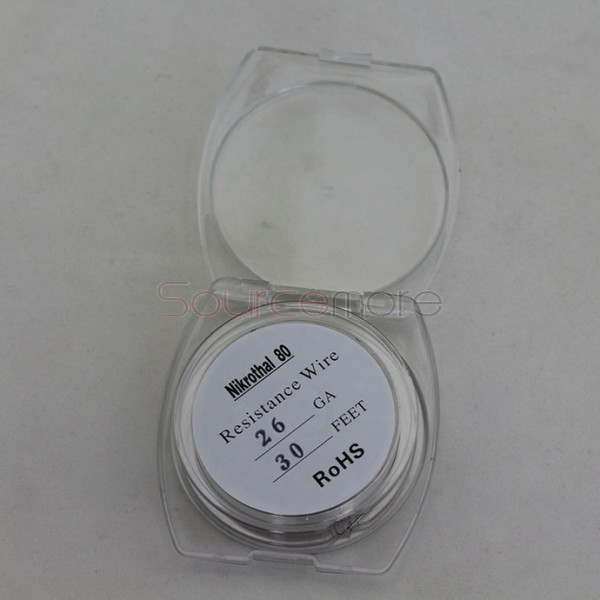 Sourcemore
Nikrothal 80
Resistance Wire
26 GA
30 FEET
RoHS